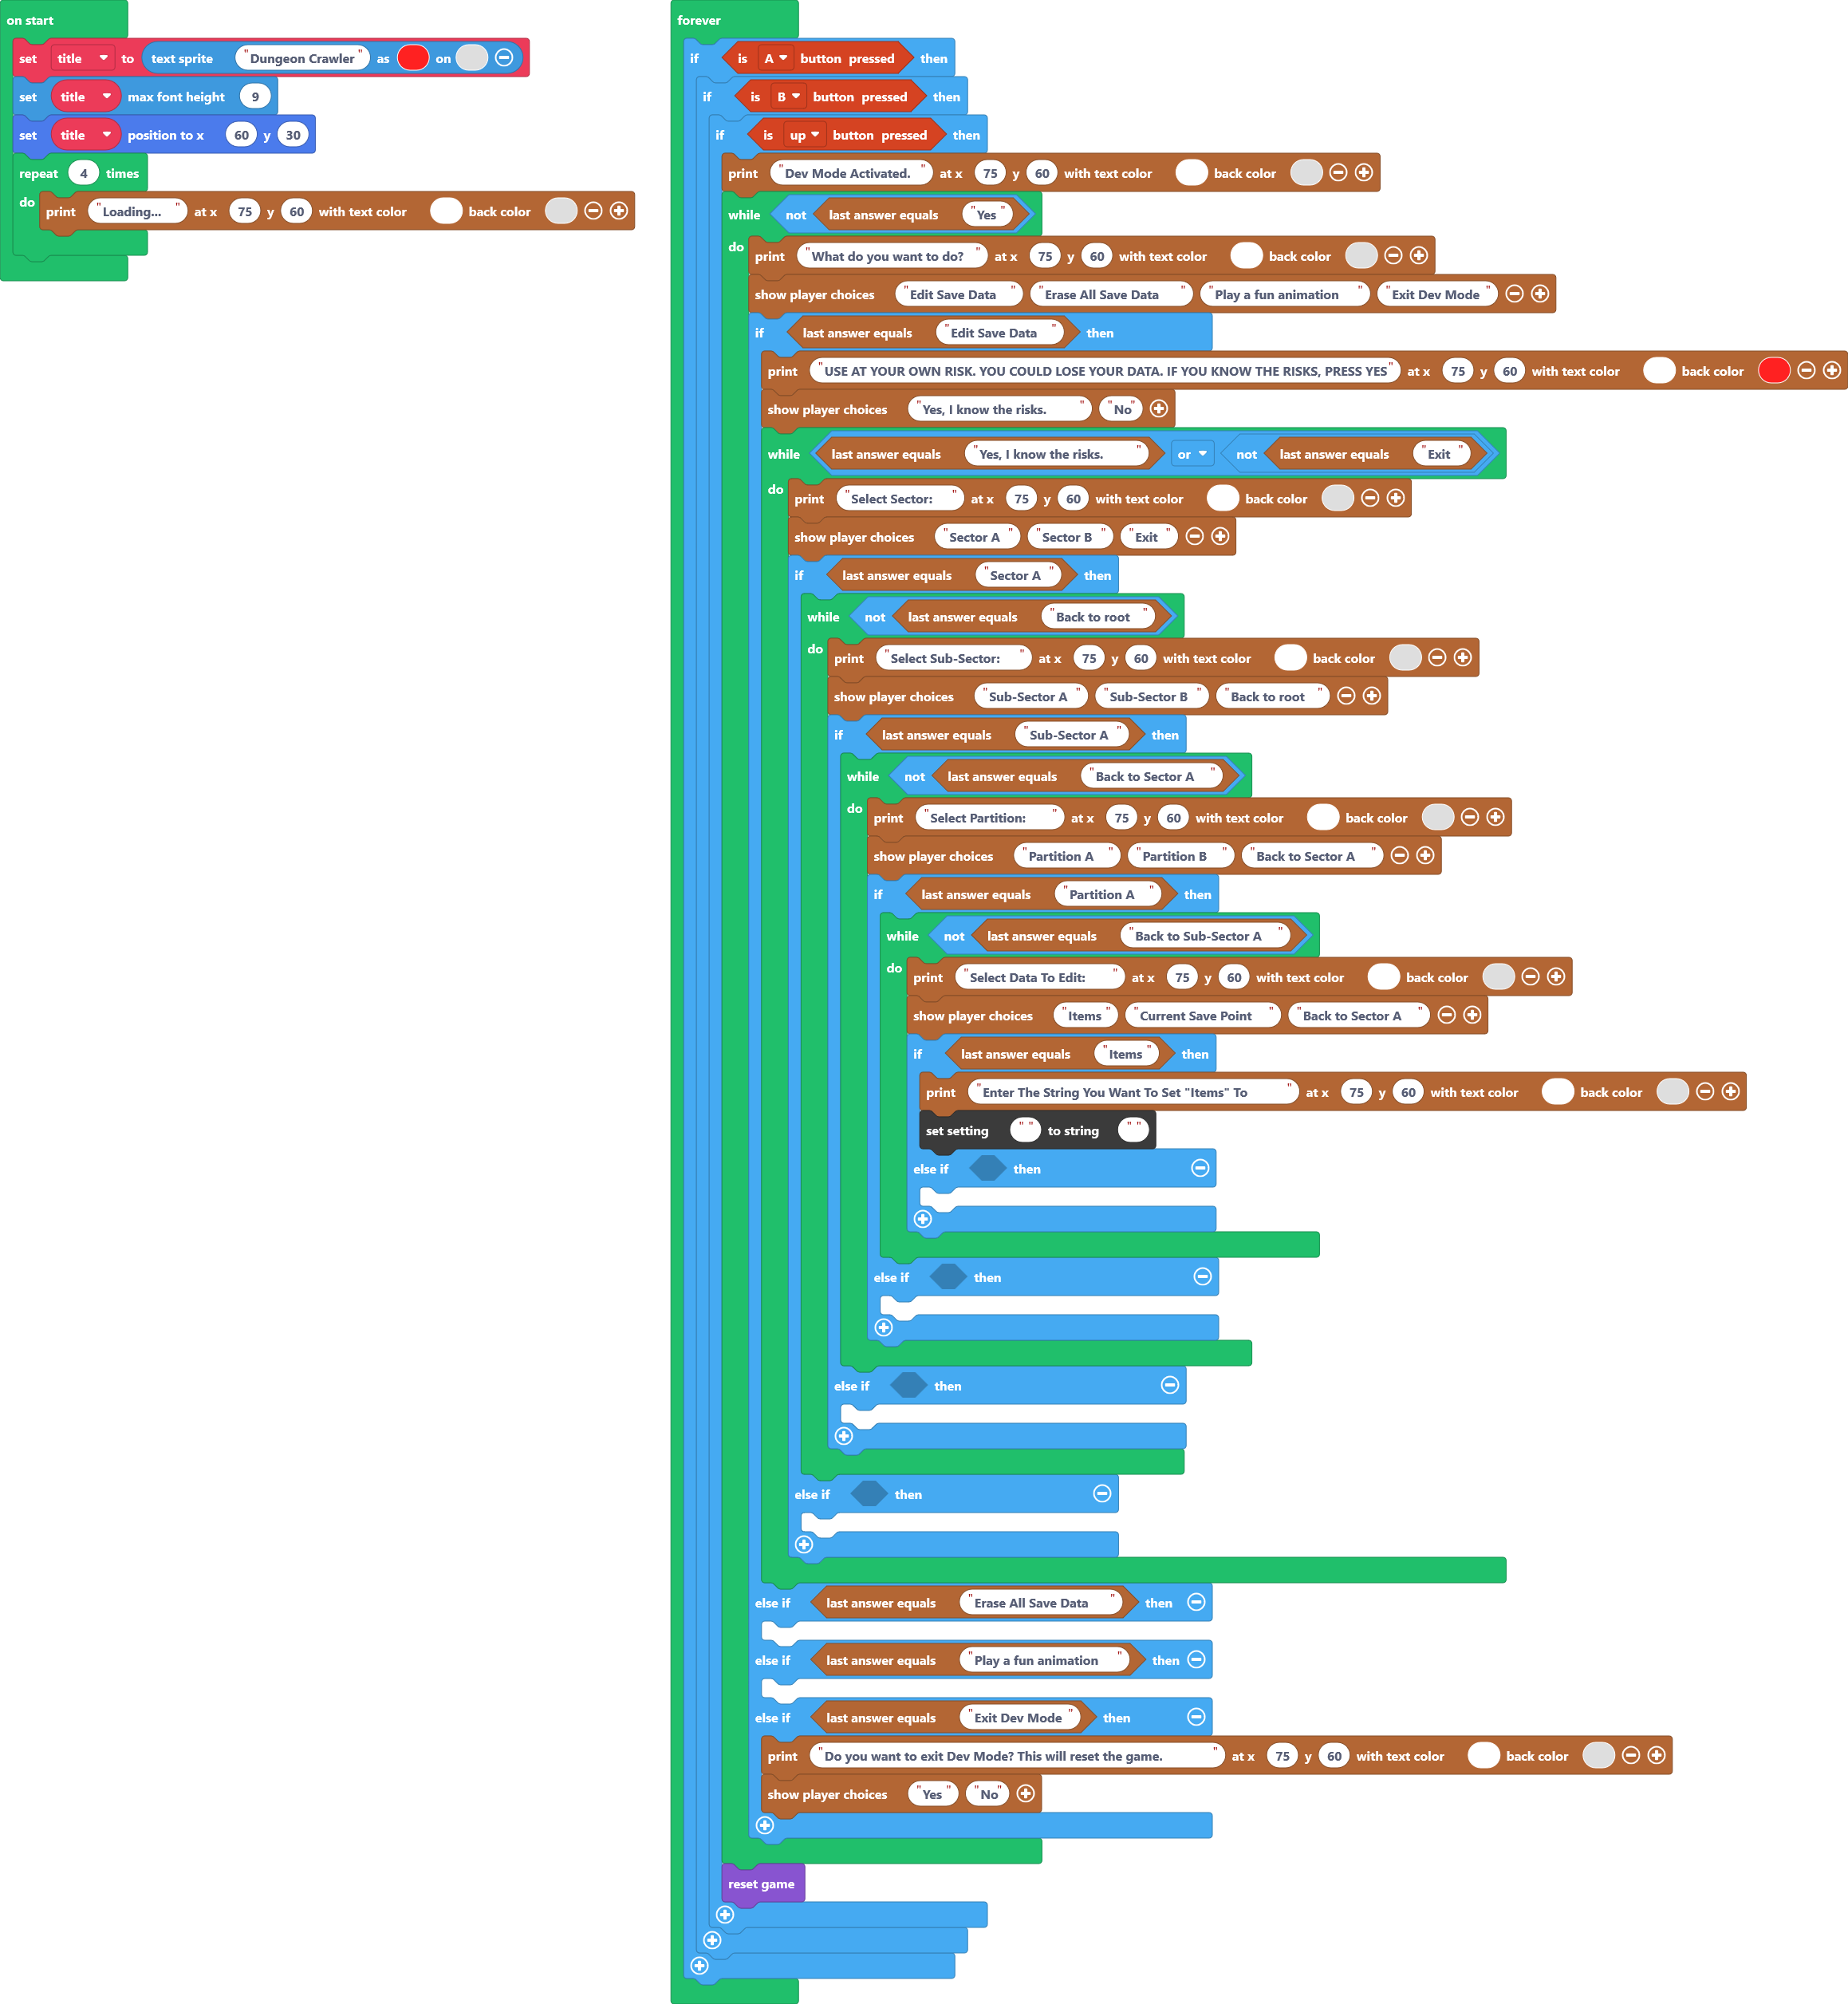 on start
set title to text sprite "Dungeon Crawler" as on
set title max font height 9
set title position to x 60 y 30
repeat 4 times
do print "Loading..." at x 75 y 60 with text color back color
forever
if is A button pressed then
if is B button pressed then
if is up button pressed then
print "Dev Mode Activated." at x 75 y 60 with text color back color
while not last answer equals "Yes"
do print "What do you want to do?" at x 75 y 60 with text color back color
show player choices "Edit Save Data" "Erase All Save Data" "Play a fun animation" "Exit Dev Mode"
if last answer equals "Edit Save Data" then
print "USE AT YOUR OWN RISK. YOU COULD LOSE YOUR DATA. IF YOU KNOW THE RISKS, PRESS YES" at x 75 y 60 with text color back color
show player choices "Yes, I know the risks." "No"
while last answer equals "Yes, I know the risks." or not last answer equals "Exit"
do print "Select Sector:" at x 75 y 60 with text color back color
show player choices "Sector A" "Sector B" "Exit"
if last answer equals "Sector A" then
while not last answer equals "Back to root"
do print "Select Sub-Sector:" at x 75 y 60 with text color back color
show player choices "Sub-Sector A" "Sub-Sector B" "Back to root"
if last answer equals "Sub-Sector A" then
while not last answer equals "Back to Sector A"
do print "Select Partition:" at x 75 y 60 with text color back color
show player choices "Partition A" "Partition B" "Back to Sector A"
if last answer equals "Partition A" then
while not last answer equals "Back to Sub-Sector A"
do print "Select Data To Edit:" at x 75 y 60 with text color back color
show player choices "Items" "Current Save Point" "Back to Sector A"
if last answer equals "Items" then
print "Enter The String You Want To Set "Items" To" at x 75 y 60 with text color back color
set setting "" to string ""
else if then
else if then
else if then
else if then
else if last answer equals "Erase All Save Data" then
else if last answer equals "Play a fun animation" then
else if last answer equals "Exit Dev Mode" then
print "Do you want to exit Dev Mode? This will reset the game." at x 75 y 60 with text color back color
show player choices "Yes" "No"
reset game